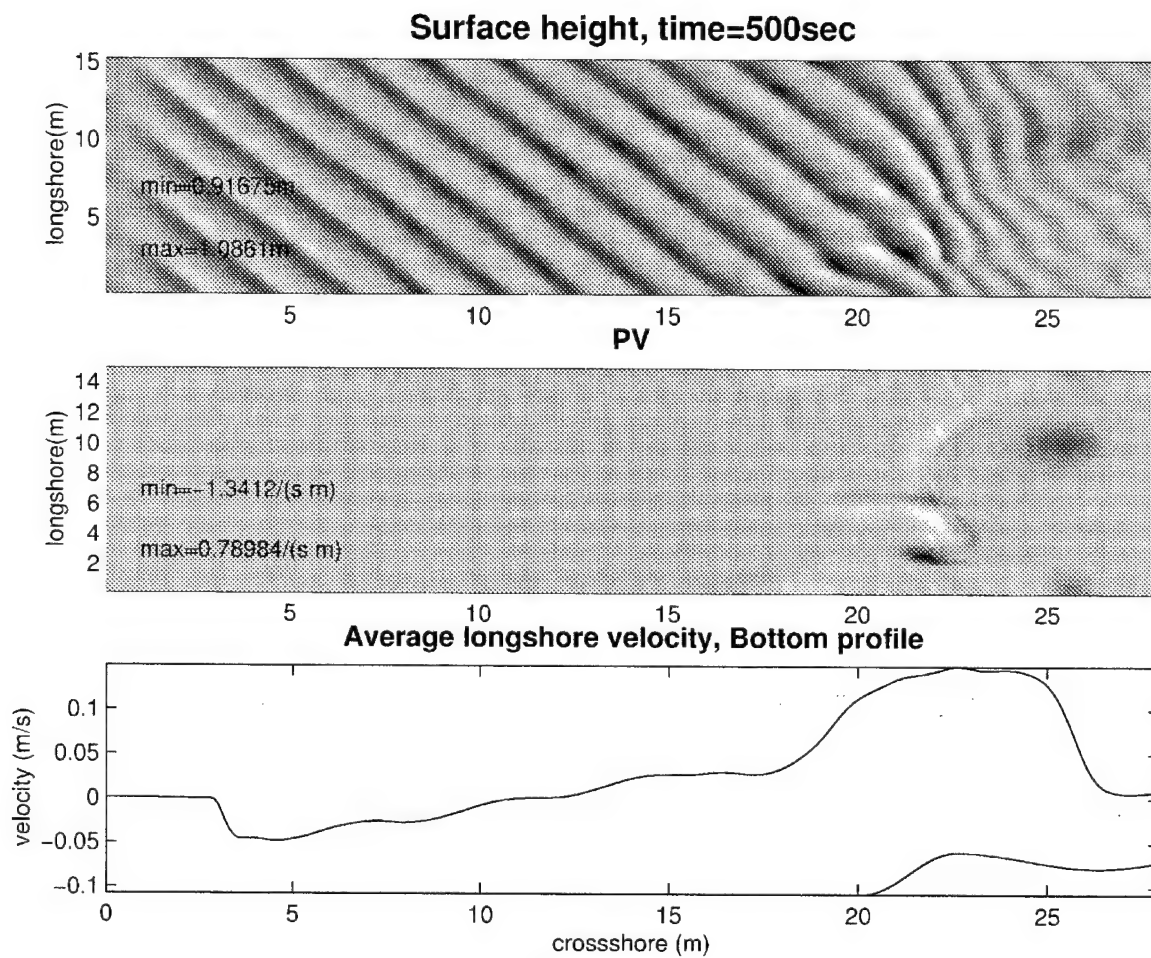 Surface height, time=500sec
15
10
5
longshore(m)
min=0.91675m
max=1.0861m
5 10 15 20 25
PV
14
12
10
8
6
4
2
longshore(m)
min=-1.3412/(s m)
max=0.78984/(s m)
5 10 15 20 25
Average longshore velocity, Bottom profile
0.1
0.05
0
-0.05
-0.1
velocity (m/s)
0 5 10 15 20 25
crossshore (m)